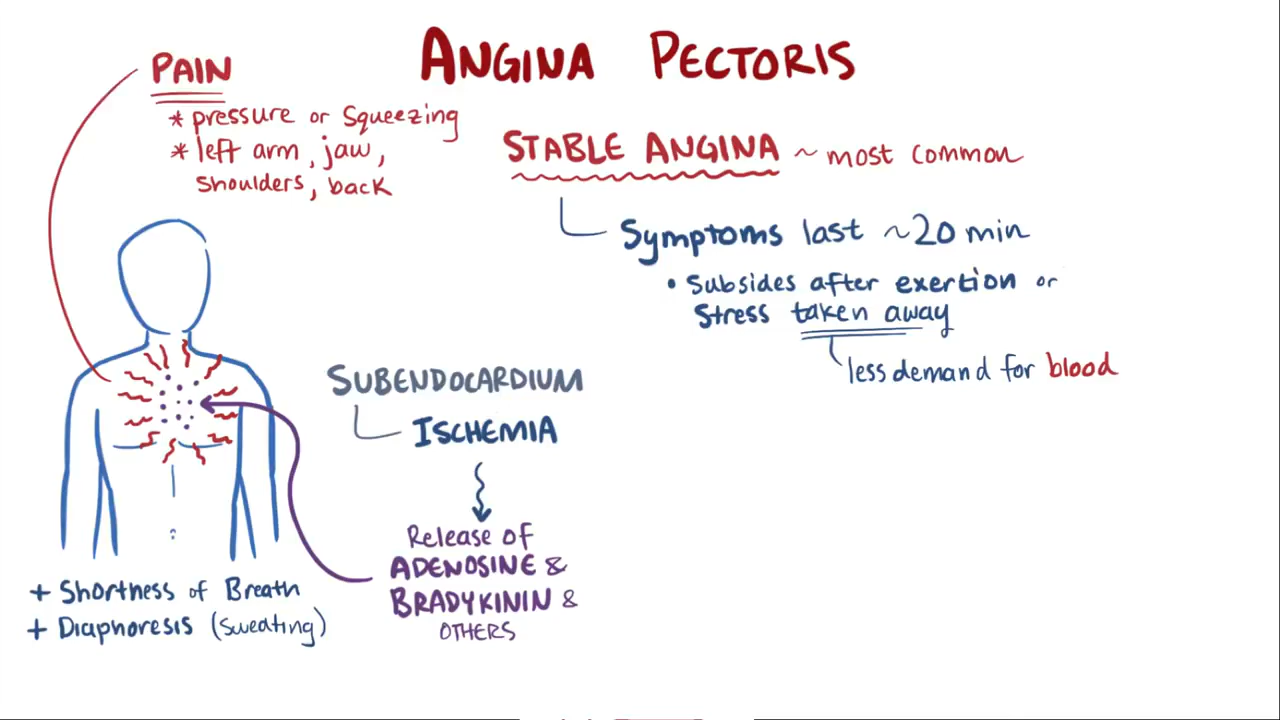 ANGINA PECTORIS
PAIN
* pressure or squeezing
* left arm, jaw,
shoulders, back
STABLE ANGINA ~ most common
Symptoms last ~20 min
• Subsides after exertion or
stress taken away
less demand for blood
SUBENDOCARDIUM
ISCHEMIA
Release of
ADENOSINE &
BRADYKININ &
OTHERS
+ Shortness of Breath
+ Diaphoresis (sweating)